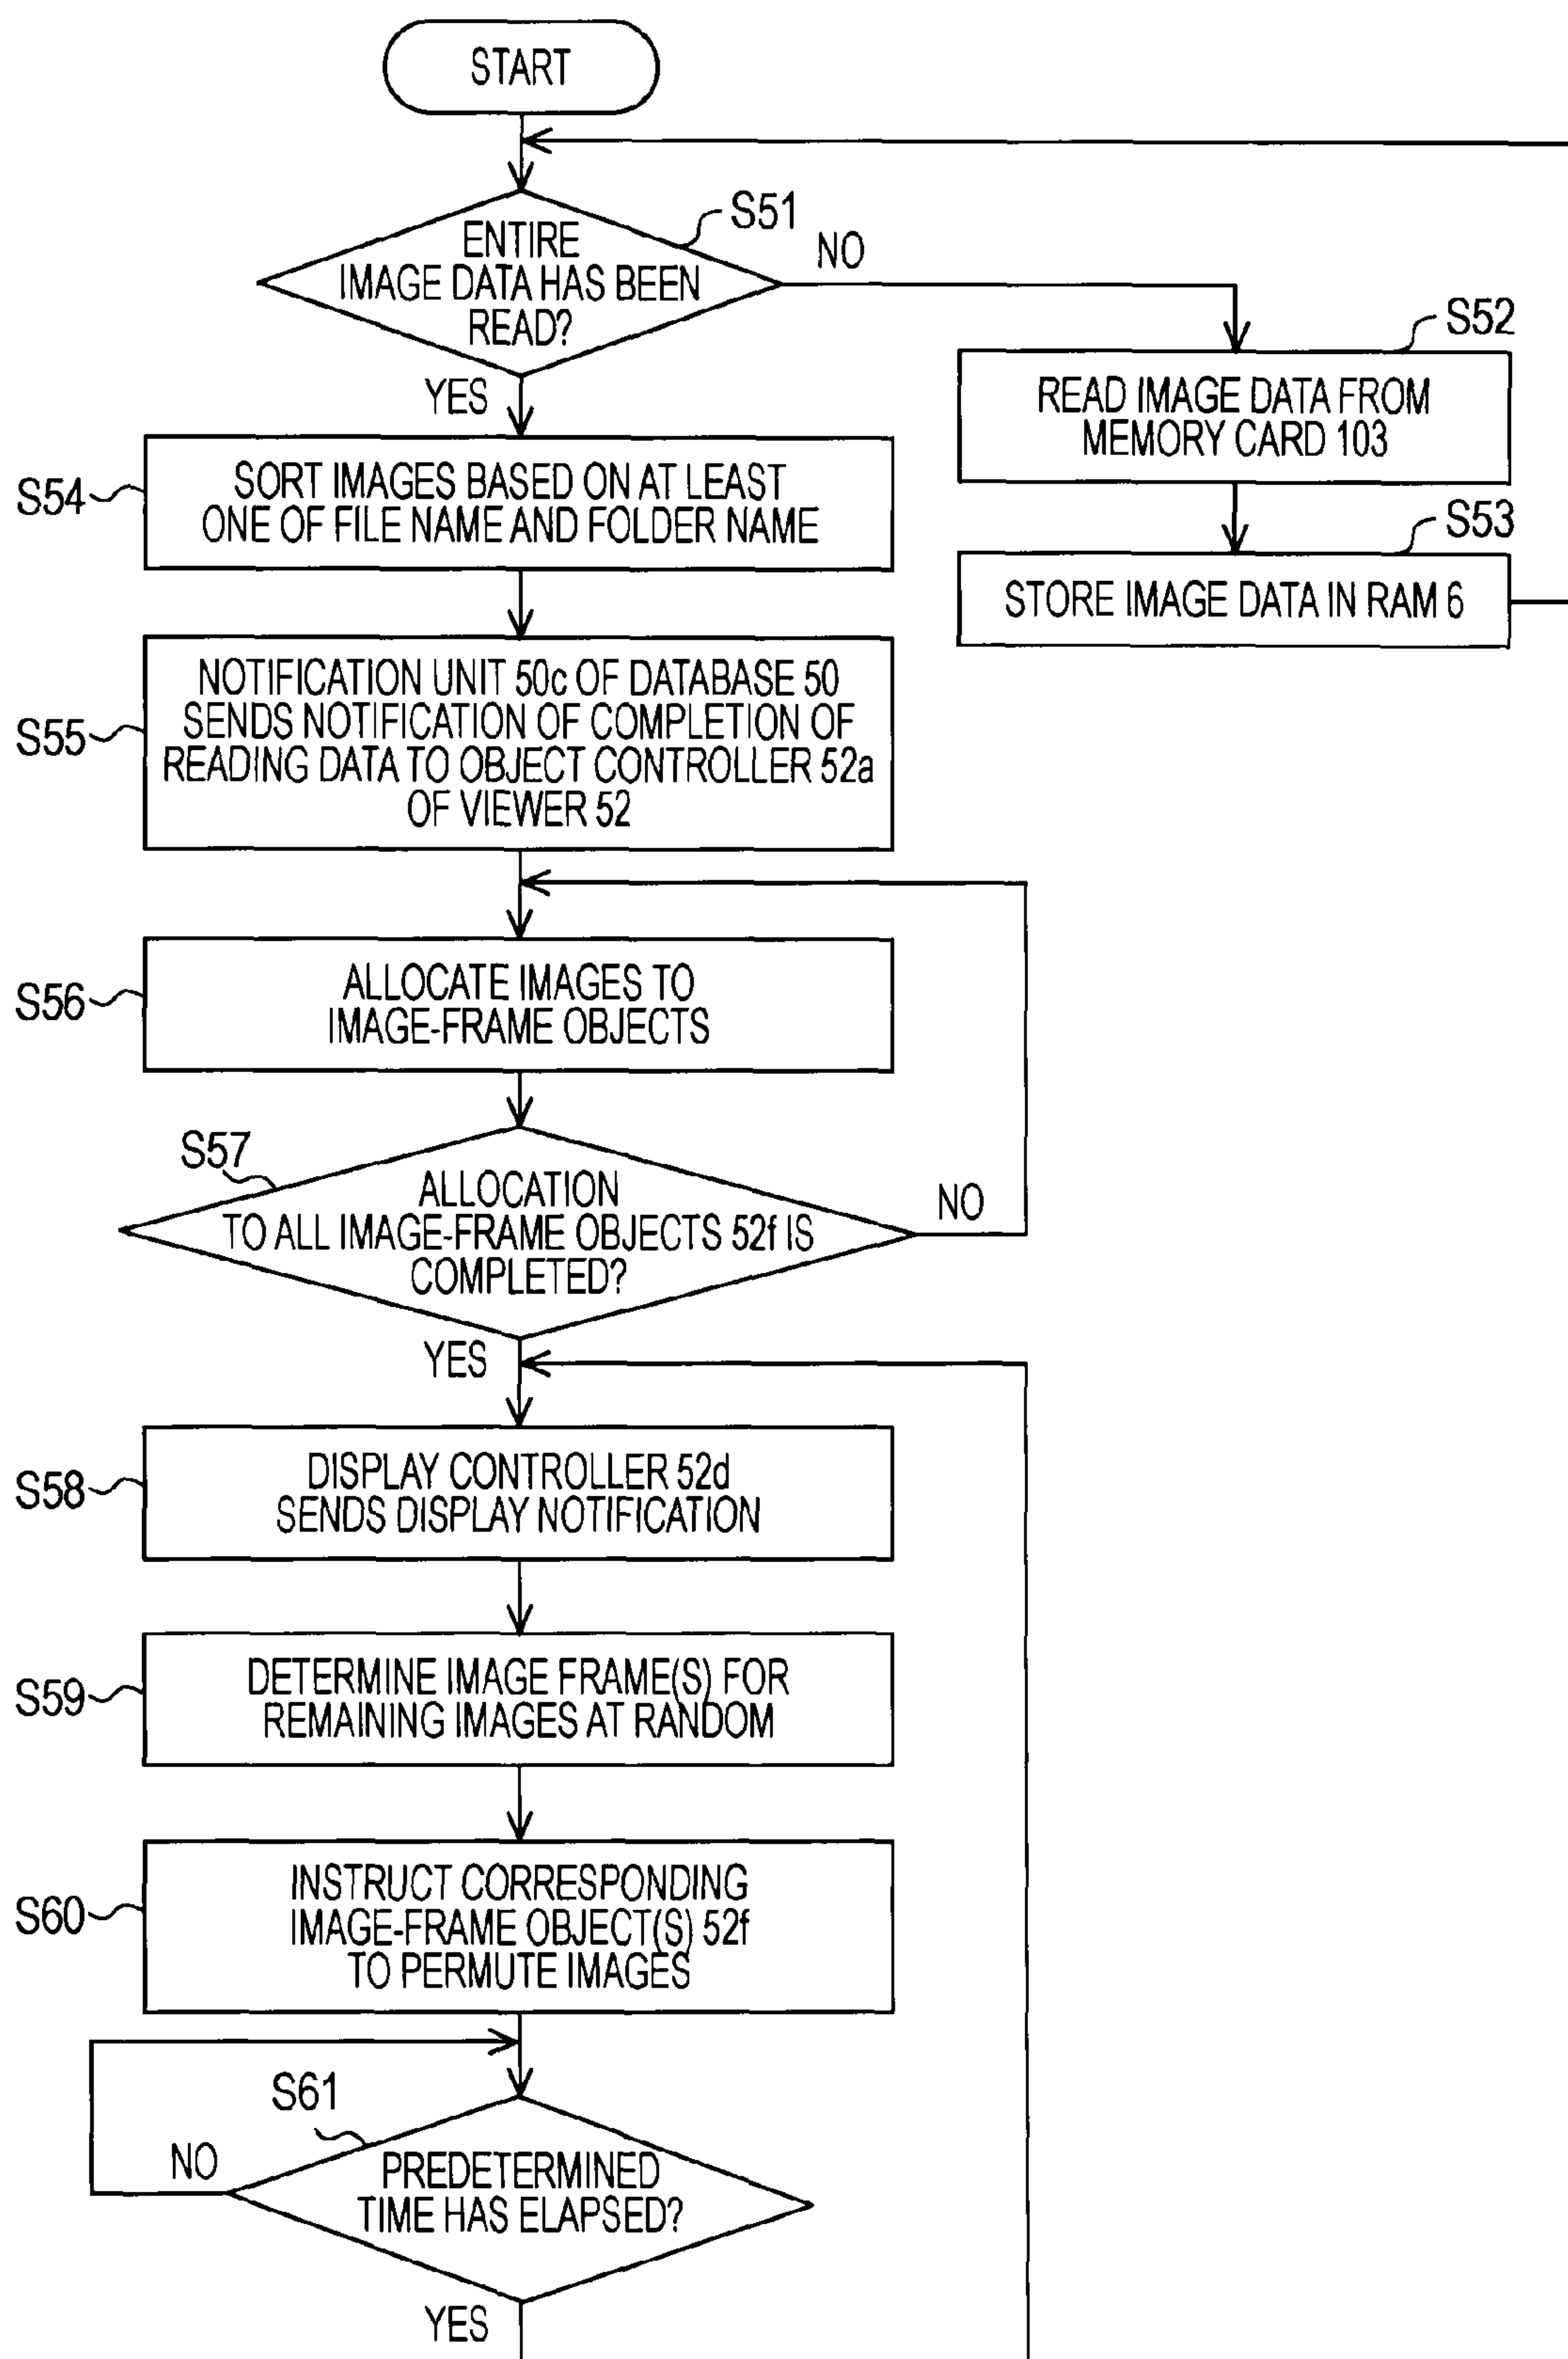 START
S51
ENTIRE
IMAGE DATA HAS BEEN
READ?
NO
YES
S52
READ IMAGE DATA FROM
MEMORY CARD 103
S53
STORE IMAGE DATA IN RAM 6
S54
SORT IMAGES BASED ON AT LEAST
ONE OF FILE NAME AND FOLDER NAME
S55
NOTIFICATION UNIT 50c OF DATABASE 50
SENDS NOTIFICATION OF COMPLETION OF
READING DATA TO OBJECT CONTROLLER 52a
OF VIEWER 52
S56
ALLOCATE IMAGES TO
IMAGE-FRAME OBJECTS
S57
ALLOCATION
TO ALL IMAGE-FRAME OBJECTS 52f IS
COMPLETED?
NO
YES
S58
DISPLAY CONTROLLER 52d
SENDS DISPLAY NOTIFICATION
S59
DETERMINE IMAGE FRAME(S) FOR
REMAINING IMAGES AT RANDOM
S60
INSTRUCT CORRESPONDING
IMAGE-FRAME OBJECT(S) 52f
TO PERMUTE IMAGES
S61
NO
PREDETERMINED
TIME HAS ELAPSED?
YES